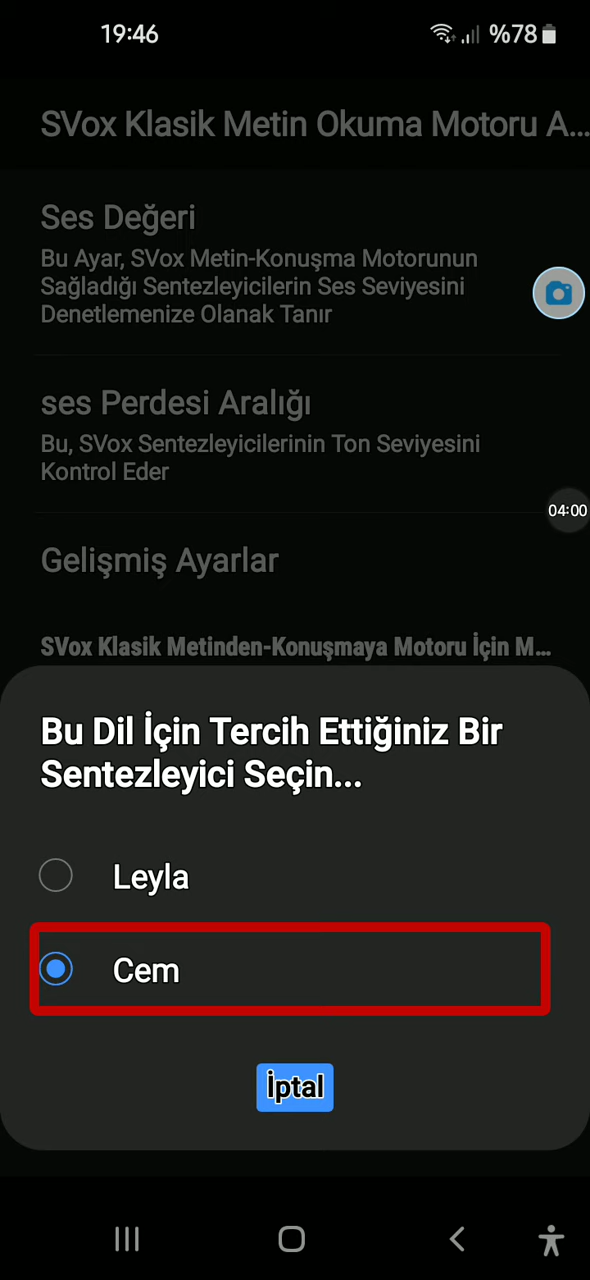 19:46
%78
SVox Klasik Metin Okuma Motoru A...
Ses Değeri
Bu Ayar, SVox Metin-Konuşma Motorunun
Sağladığı Sentezleyicilerin Ses Seviyesini
Denetlemenize Olanak Tanır
ses Perdesi Aralığı
Bu, SVox Sentezleyicilerinin Ton Seviyesini
Kontrol Eder
04:00
Gelişmiş Ayarlar
SVox Klasik Metinden-Konuşmaya Motoru İçin M...
Bu Dil İçin Tercih Ettiğiniz Bir
Sentezleyici Seçin...
Leyla
Cem
İptal